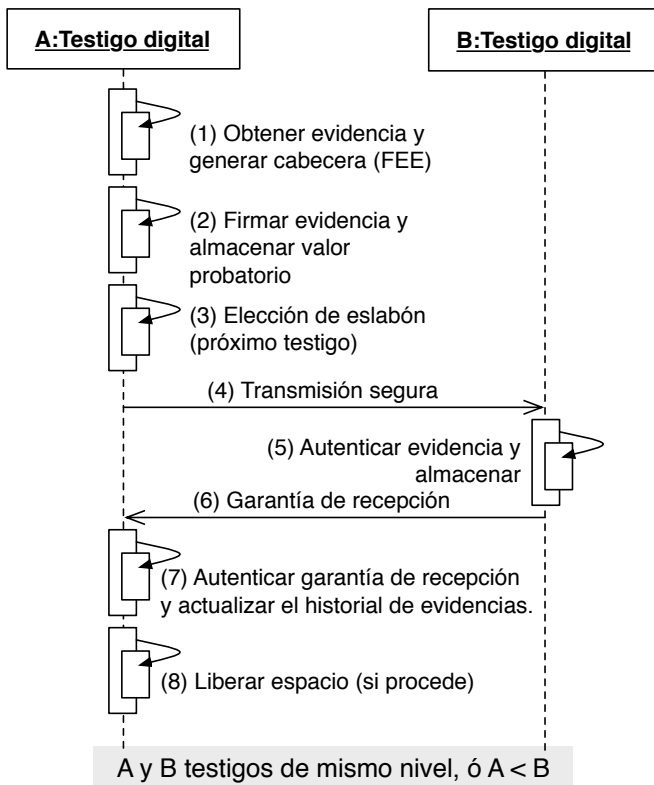 A:Testigo digital
B:Testigo digital
(1) Obtener evidencia y
generar cabecera (FEE)
(2) Firmar evidencia y
almacenar valor
probatorio
(3) Elección de eslabón
(próximo testigo)
(4) Transmisión segura
(5) Autenticar evidencia y
almacenar
(6) Garantía de recepción
(7) Autenticar garantía de recepción
y actualizar el historial de evidencias.
(8) Liberar espacio (si procede)
A y B testigos de mismo nivel, ó A < B